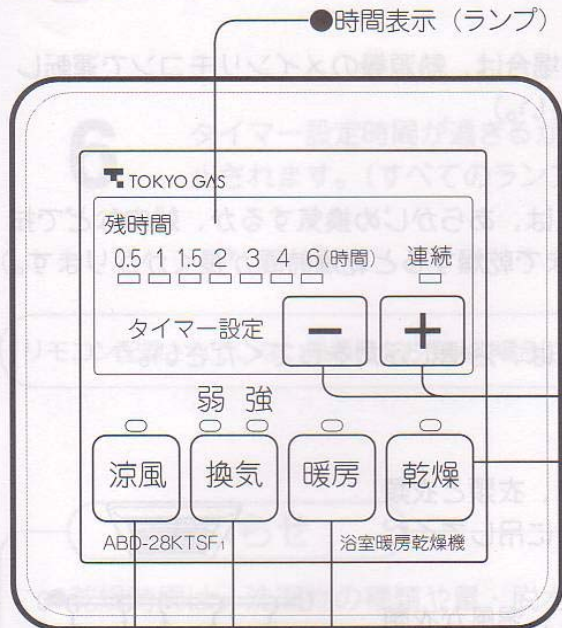 ●時間表示（ランプ）
TOKYO GAS
残時間
0.5 1 1.5 2 3 4 6(時間) 連続
タイマー設定 − +
弱 強
涼風 換気 暖房 乾燥
ABD-28KTSF1 浴室暖房乾燥機